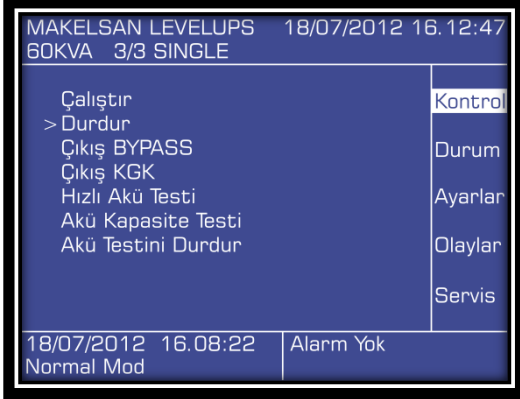 MAKELSAN LEVELUPS 18/07/2012 16.12:47
60KVA 3/3 SINGLE
Çalıştır
>Durdur
Çıkış BYPASS
Çıkış KGK
Hızlı Akü Testi
Akü Kapasite Testi
Akü Testini Durdur
Kontrol
Durum
Ayarlar
Olaylar
Servis
18/07/2012 16.08:22
Normal Mod
Alarm Yok